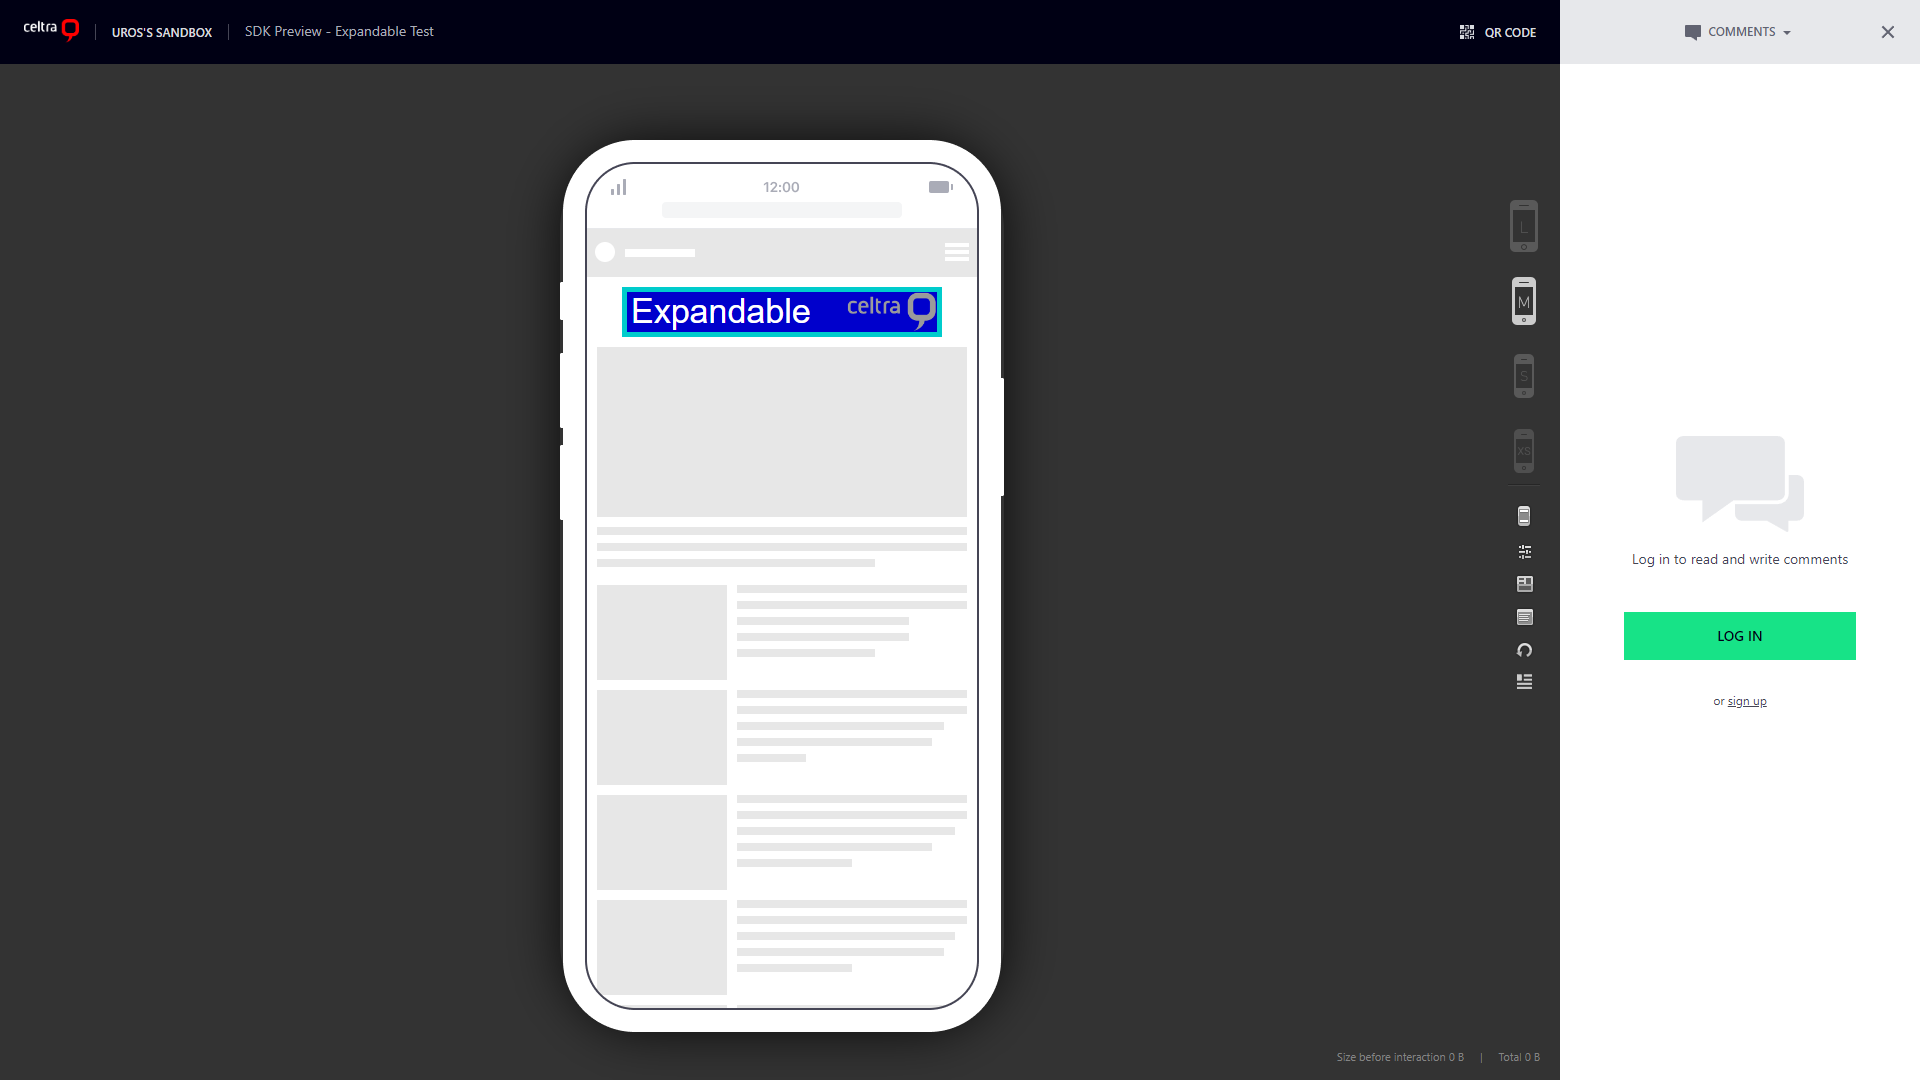 celtra
UROS'S SANDBOX
SDK Preview - Expandable Test
QR CODE
COMMENTS
12:00
Expandable
celtra
L
M
S
XS
Log in to read and write comments
LOG IN
or sign up
Size before interaction 0 B | Total 0 B